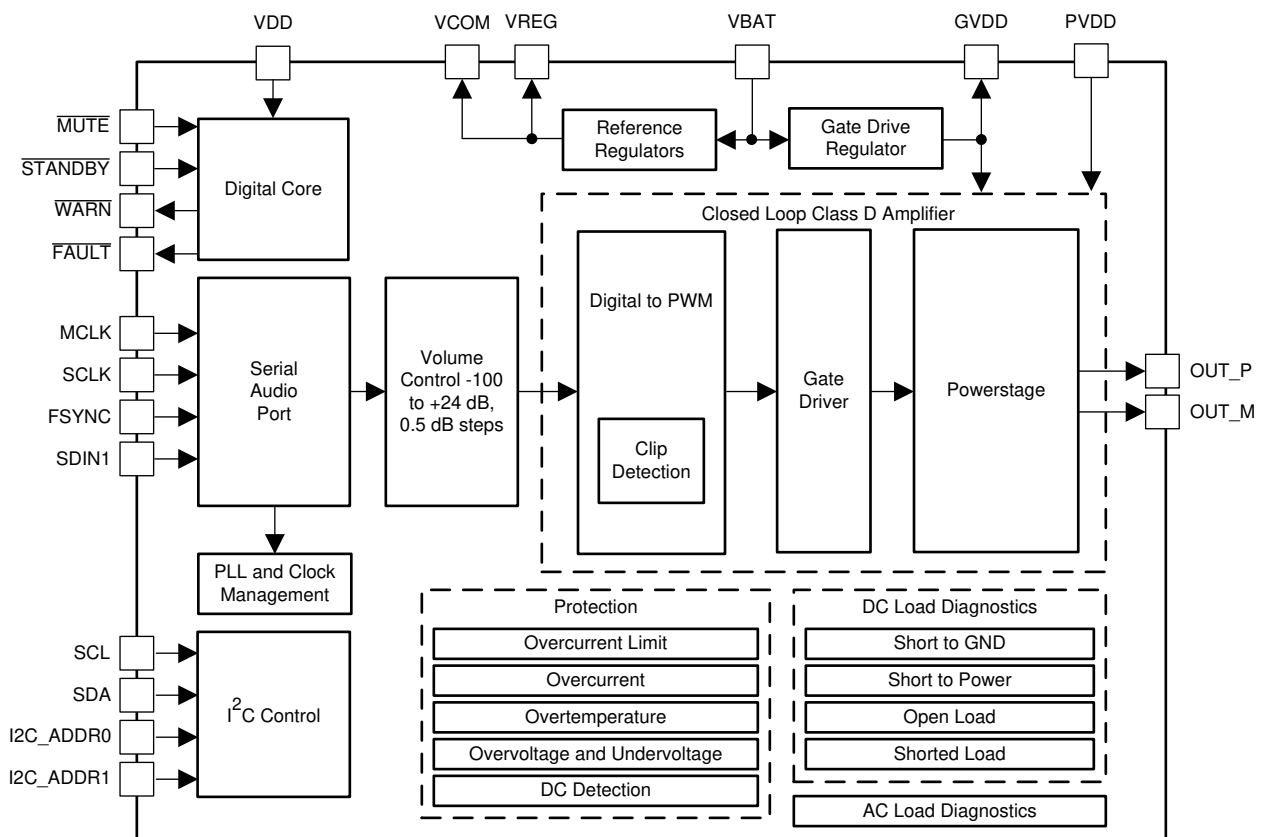 VDD
VCOM
VREG
VBAT
GVDD
PVDD
MUTE
STANDBY
WARN
FAULT
Digital Core
Reference
Regulators
Gate Drive
Regulator
Closed Loop Class D Amplifier
MCLK
SCLK
FSYNC
SDIN1
Serial
Audio
Port
Volume
Control -100
to +24 dB,
0.5 dB steps
Digital to PWM
Clip
Detection
Gate
Driver
Powerstage
OUT_P
OUT_M
PLL and Clock
Management
SCL
SDA
I2C_ADDR0
I2C_ADDR1
I²C Control
Protection
Overcurrent Limit
Overcurrent
Overtemperature
Overvoltage and Undervoltage
DC Detection
DC Load Diagnostics
Short to GND
Short to Power
Open Load
Shorted Load
AC Load Diagnostics